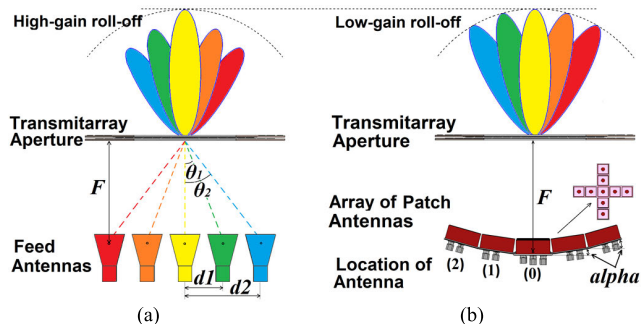 (a)
High-gain roll-off
Transmitarray
Aperture
F
θ1
θ2
Feed
Antennas
d1
d2
(a)
(b)
Low-gain roll-off
Transmitarray
Aperture
F
Array of Patch
Antennas
Location of
Antenna
(2)
(1)
(0)
alpha
(b)